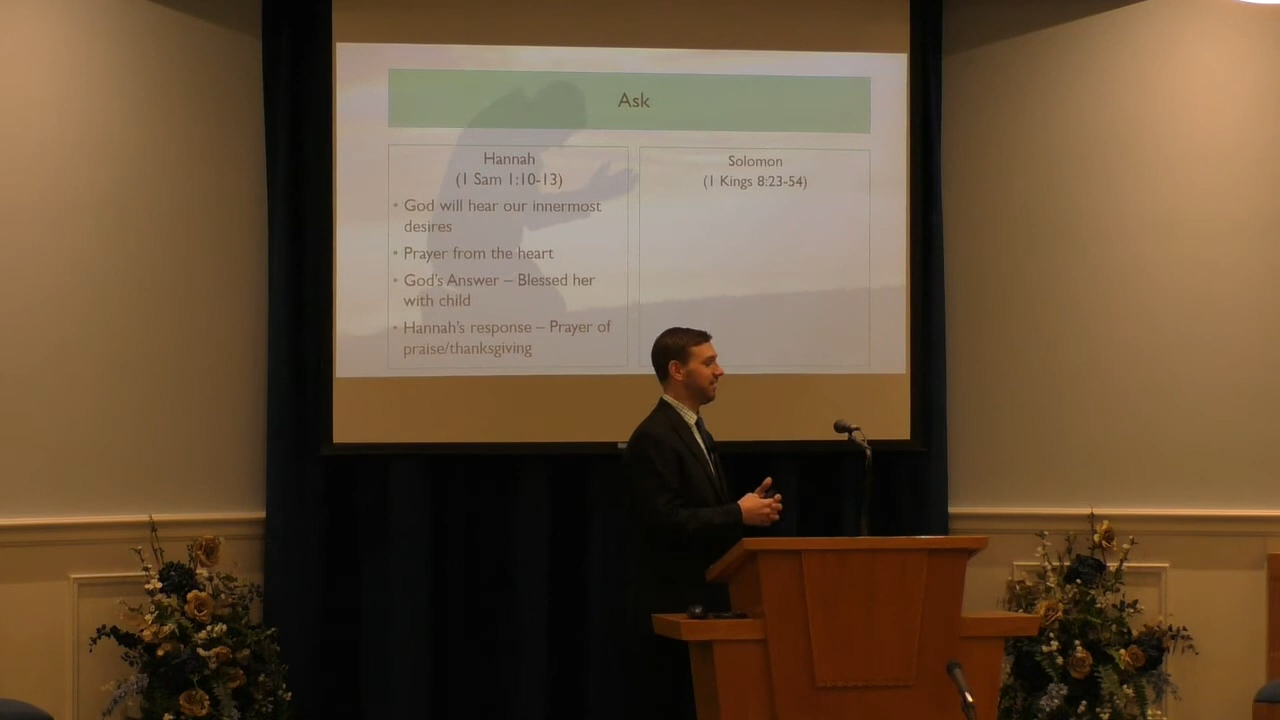 Ask
Hannah
(1 Sam 1:10-13)
• God will hear our innermost
desires
• Prayer from the heart
• God's Answer – Blessed her
with child
• Hannah's response – Prayer of
praise/thanksgiving
Solomon
(1 Kings 8:23-54)